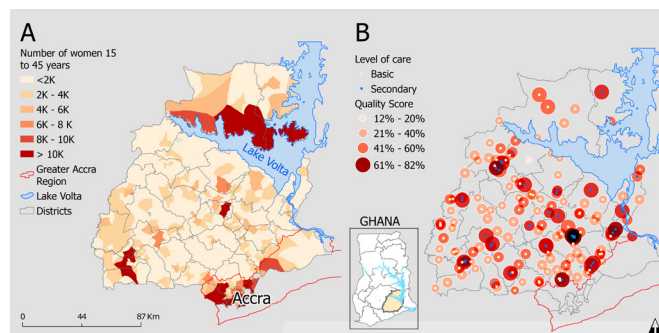 A
Number of women 15
to 45 years
<2K
2K - 4K
4K - 6K
6K - 8 K
8K - 10K
> 10K
Greater Accra
Region
Lake Volta
Districts
Lake Volta
Accra
0 22 44 87 Km
B
Level of care
Basic
Secondary
Quality Score
12% - 20%
21% - 40%
41% - 60%
61% - 82%
GHANA